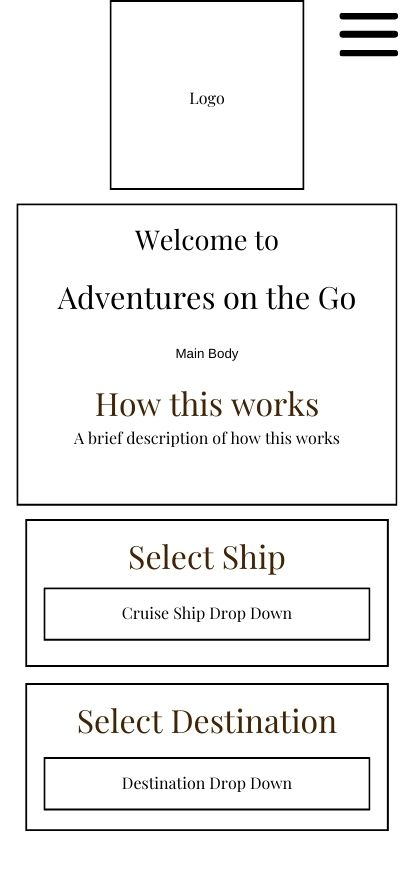 Logo
Welcome to
Adventures on the Go
Main Body
How this works
A brief description of how this works
Select Ship
Cruise Ship Drop Down
Select Destination
Destination Drop Down